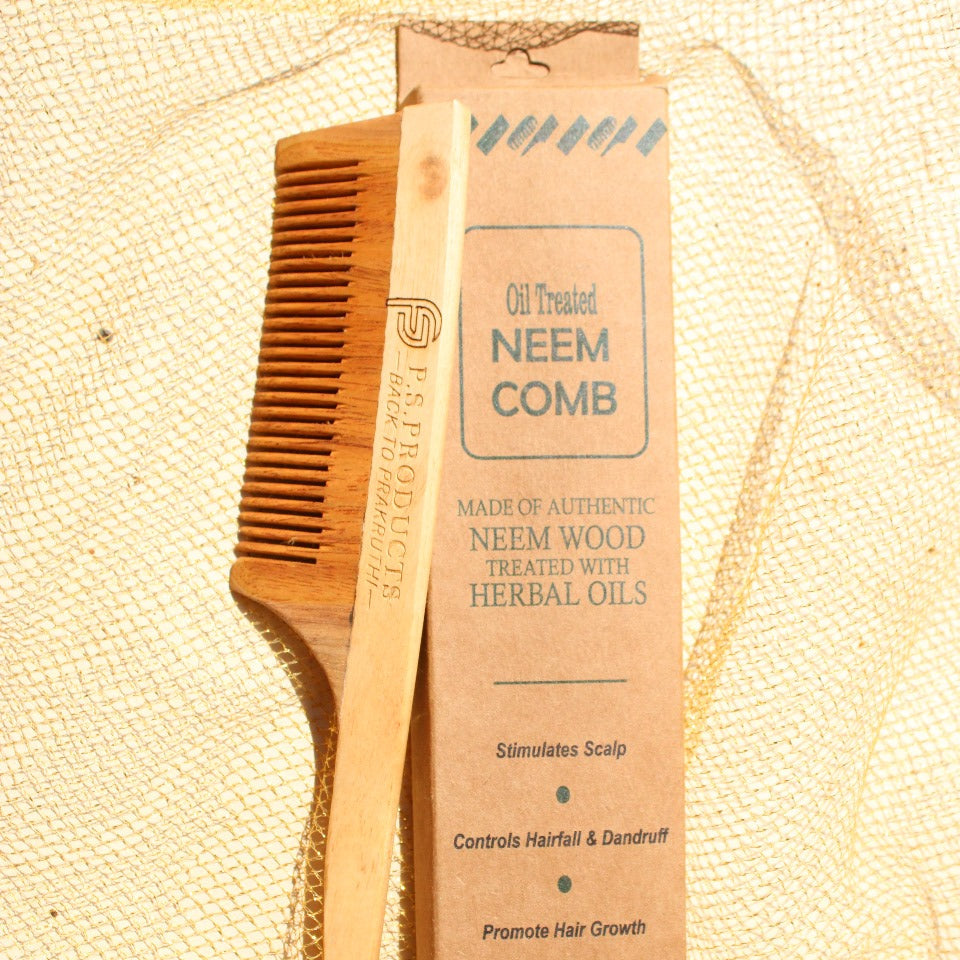 PS
P.S. PRODUCTS
—BACK TO PRAKRUTHI—
Oil Treated
NEEM
COMB
MADE OF AUTHENTIC
NEEM WOOD
TREATED WITH
HERBAL OILS
Stimulates Scalp
Controls Hairfall & Dandruff
Promote Hair Growth